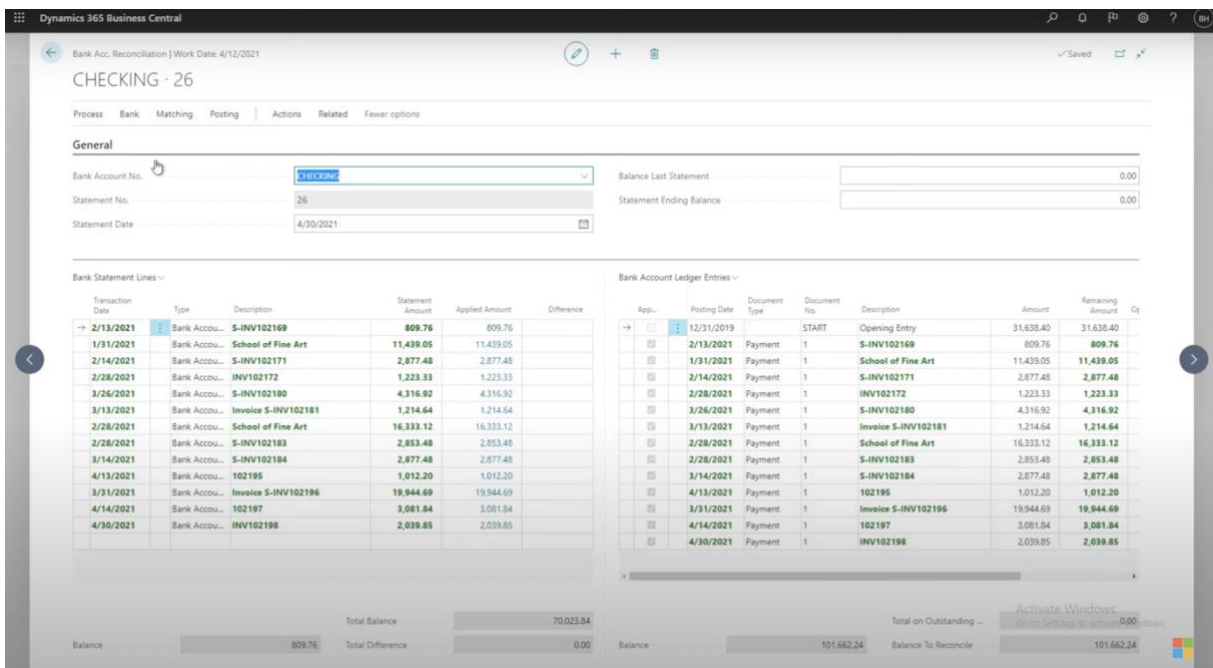 Dynamics 365 Business Central
BH
Bank Acc. Reconciliation | Work Date: 4/12/2021
Saved
CHECKING · 26
Process Bank Matching Posting Actions Related Fewer options
General
Bank Account No. CHECKING Balance Last Statement 0.00
Statement No. 26 Statement Ending Balance 0.00
Statement Date 4/30/2021
Bank Statement Lines Bank Account Ledger Entries
Transaction Date Type Description Statement Amount Applied Amount Difference App... Posting Date Document Type Document No. Description Amount Remaining Amount
2/13/2021 Bank Accou... S-INV102169 809.76 809.76 12/31/2019 START Opening Entry 31.638.40 31.638.40
1/31/2021 Bank Accou... School of Fine Art 11,439.05 11.439.05 2/13/2021 Payment 1 S-INV102169 809.76 809.76
2/14/2021 Bank Accou... S-INV102171 2,877.48 2.877.48 1/31/2021 Payment 1 School of Fine Art 11.439.05 11,439.05
2/28/2021 Bank Accou... INV102172 1,223.33 1.223.33 2/14/2021 Payment 1 S-INV102171 2.877.48 2,877.48
3/26/2021 Bank Accou... S-INV102180 4,316.92 4.316.92 2/28/2021 Payment 1 INV102172 1.223.33 1,223.33
3/13/2021 Bank Accou... Invoice S-INV102181 1,214.64 1.214.64 3/26/2021 Payment 1 S-INV102180 4.316.92 4,316.92
2/28/2021 Bank Accou... School of Fine Art 16,333.12 16.333.12 3/13/2021 Payment 1 Invoice S-INV102181 1.214.64 1,214.64
2/28/2021 Bank Accou... S-INV102183 2,853.48 2.853.48 2/28/2021 Payment 1 School of Fine Art 16.333.12 16,333.12
3/14/2021 Bank Accou... S-INV102184 2,877.48 2.877.48 2/28/2021 Payment 1 S-INV102183 2.853.48 2,853.48
4/13/2021 Bank Accou... 102195 1,012.20 1.012.20 3/14/2021 Payment 1 S-INV102184 2.877.48 2,877.48
3/31/2021 Bank Accou... Invoice S-INV102196 19,944.69 19.944.69 4/13/2021 Payment 1 102195 1.012.20 1,012.20
4/14/2021 Bank Accou... 102197 3,081.84 3.081.84 3/31/2021 Payment 1 Invoice S-INV102196 19.944.69 19,944.69
4/30/2021 Bank Accou... INV102198 2,039.85 2.039.85 4/14/2021 Payment 1 102197 3.081.84 3,081.84
4/30/2021 Payment 1 INV102198 2.039.85 2,039.85
Activate Windows
Total Balance 70,023.84 Total on Outstanding ... 0.00
Go to Settings to activate Windows.
Balance 809.76 Total Difference 0.00 Balance 101.662.24 Balance To Reconcile 101.662.24